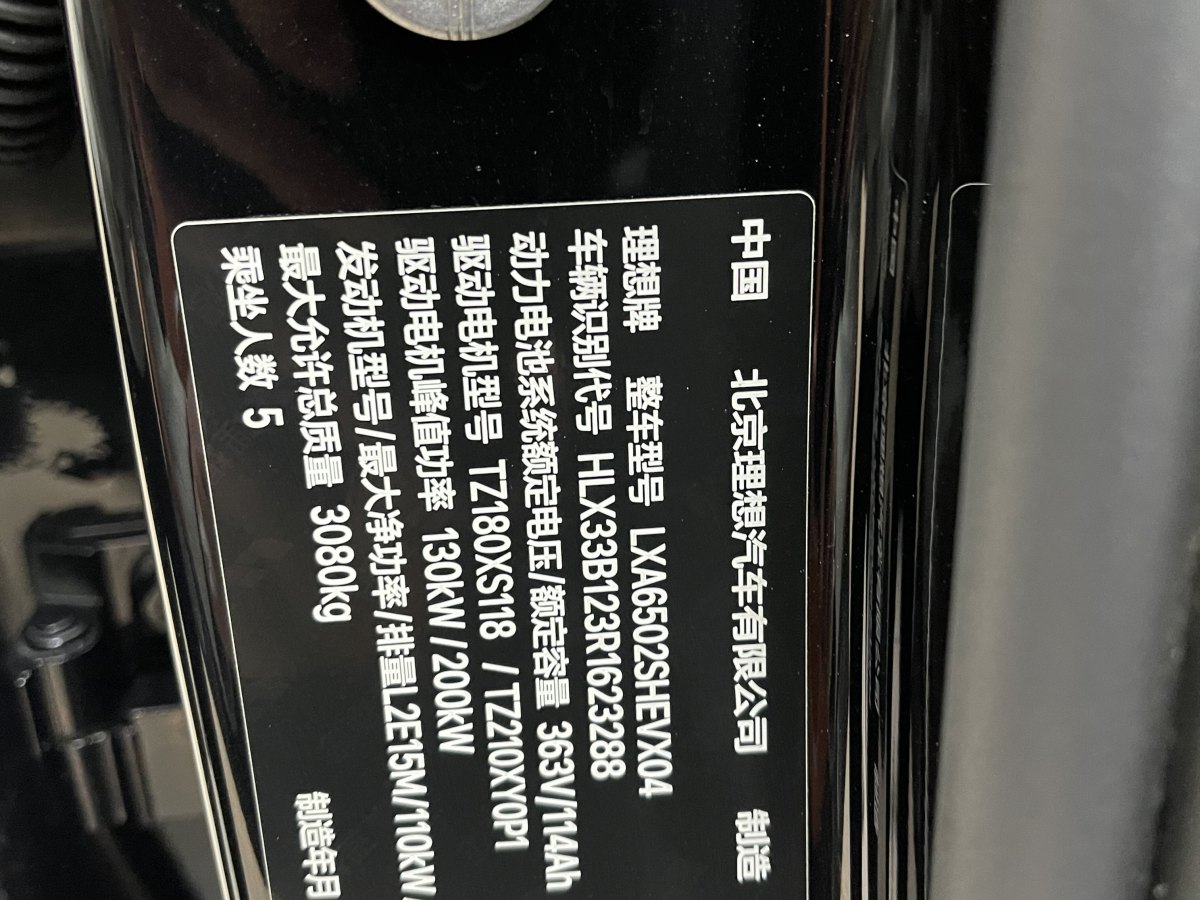 中国 北京理想汽车有限公司 制造
理想牌 整车型号 LXA6502SHEVX04
车辆识别代号 HLX33B123R1623288
动力电池系统额定电压/额定容量 363V/114Ah
驱动电机型号 TZ180XS118 / TZ210XY0P1
驱动电机峰值功率 130kW / 200kW
发动机型号/最大净功率/排量L2E15M/110kW/
最大允许总质量 3080kg 制造年月
乘坐人数 5